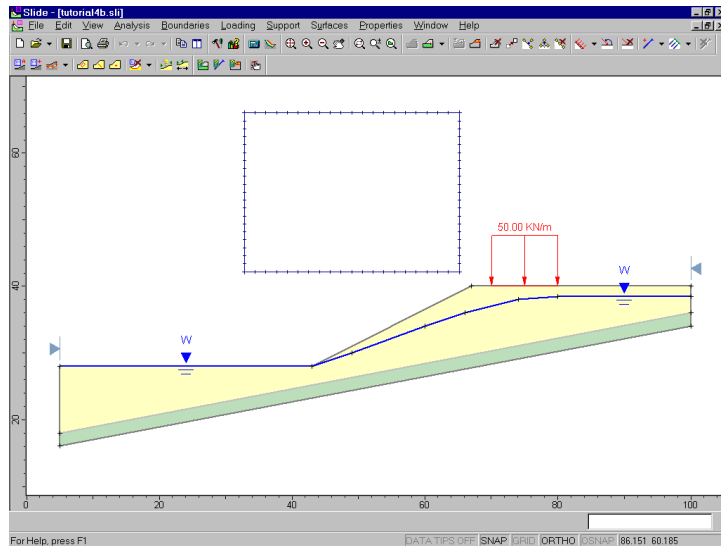 Slide - [tutorial4b.sli]
File Edit View Analysis Boundaries Loading Support Surfaces Properties Window Help
60
40
20
50.00 KN/m
W
W
0 20 40 60 80 100
For Help, press F1 DATA TIPS OFF SNAP GRID ORTHO OSNAP 86.151 60.185